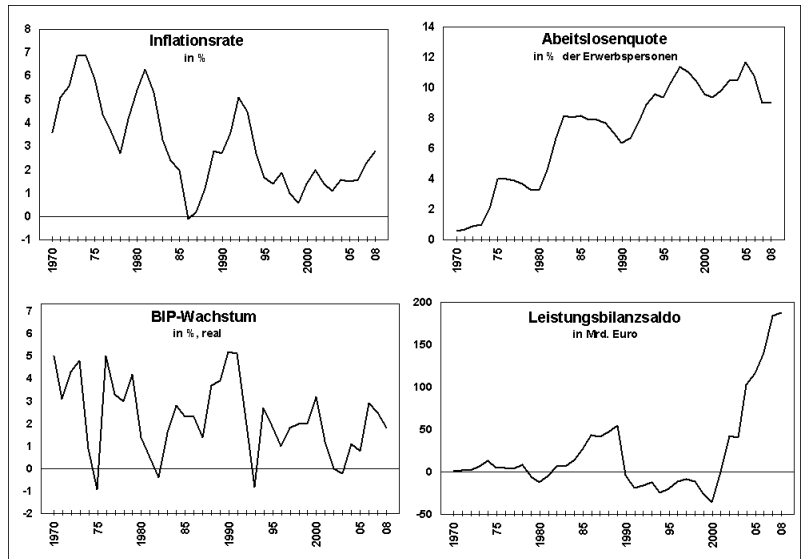 Inflationsrate
in %
8
7
6
5
4
3
2
1
0
-1
1970 75 1980 85 1990 95 2000 05 08
Abeitslosenquote
in % der Erwerbspersonen
14
12
10
8
6
4
2
0
1970 75 1980 85 1990 95 2000 05 08
BIP-Wachstum
in %, real
7
6
5
4
3
2
1
0
-1
-2
1970 75 1980 85 1990 95 2000 05 08
Leistungsbilanzsaldo
in Mrd. Euro
200
150
100
50
0
-50
1970 75 1980 85 1990 95 2000 05 08